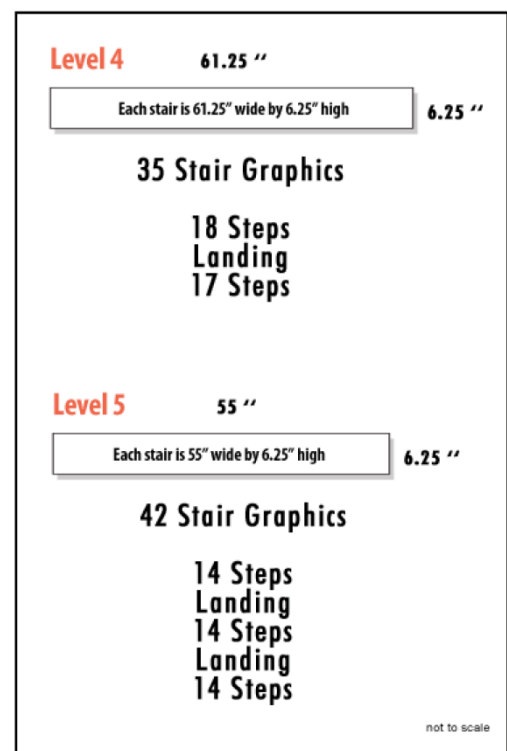 Level 4
61.25 ‘‘
Each stair is 61.25” wide by 6.25” high
6.25 ‘‘
35 Stair Graphics
18 Steps
Landing
17 Steps
Level 5
55 ‘‘
Each stair is 55” wide by 6.25” high
6.25 ‘‘
42 Stair Graphics
14 Steps
Landing
14 Steps
Landing
14 Steps
not to scale